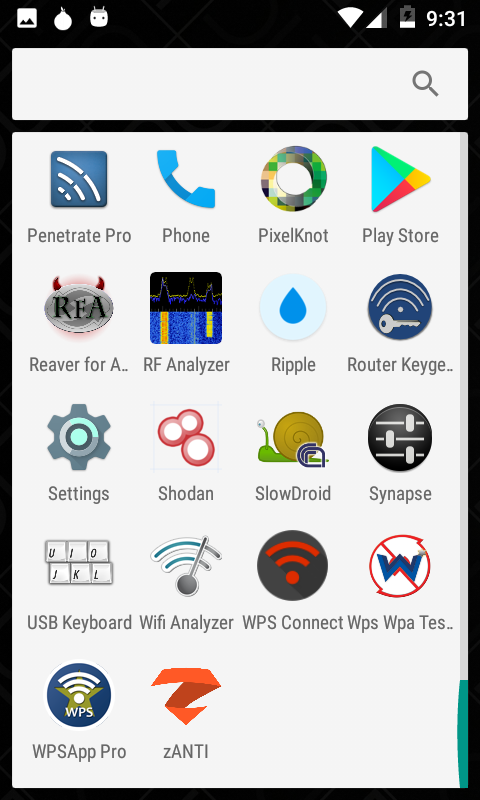 9:31
Penetrate Pro
Phone
PixelKnot
Play Store
RFA
Reaver for A..
RF Analyzer
Ripple
Router Keyge..
Settings
Shodan
SlowDroid
Synapse
U I O
J K L
W
USB Keyboard
Wifi Analyzer
WPS Connect
Wps Wpa Tes..
WPS
WPSApp Pro
zANTI